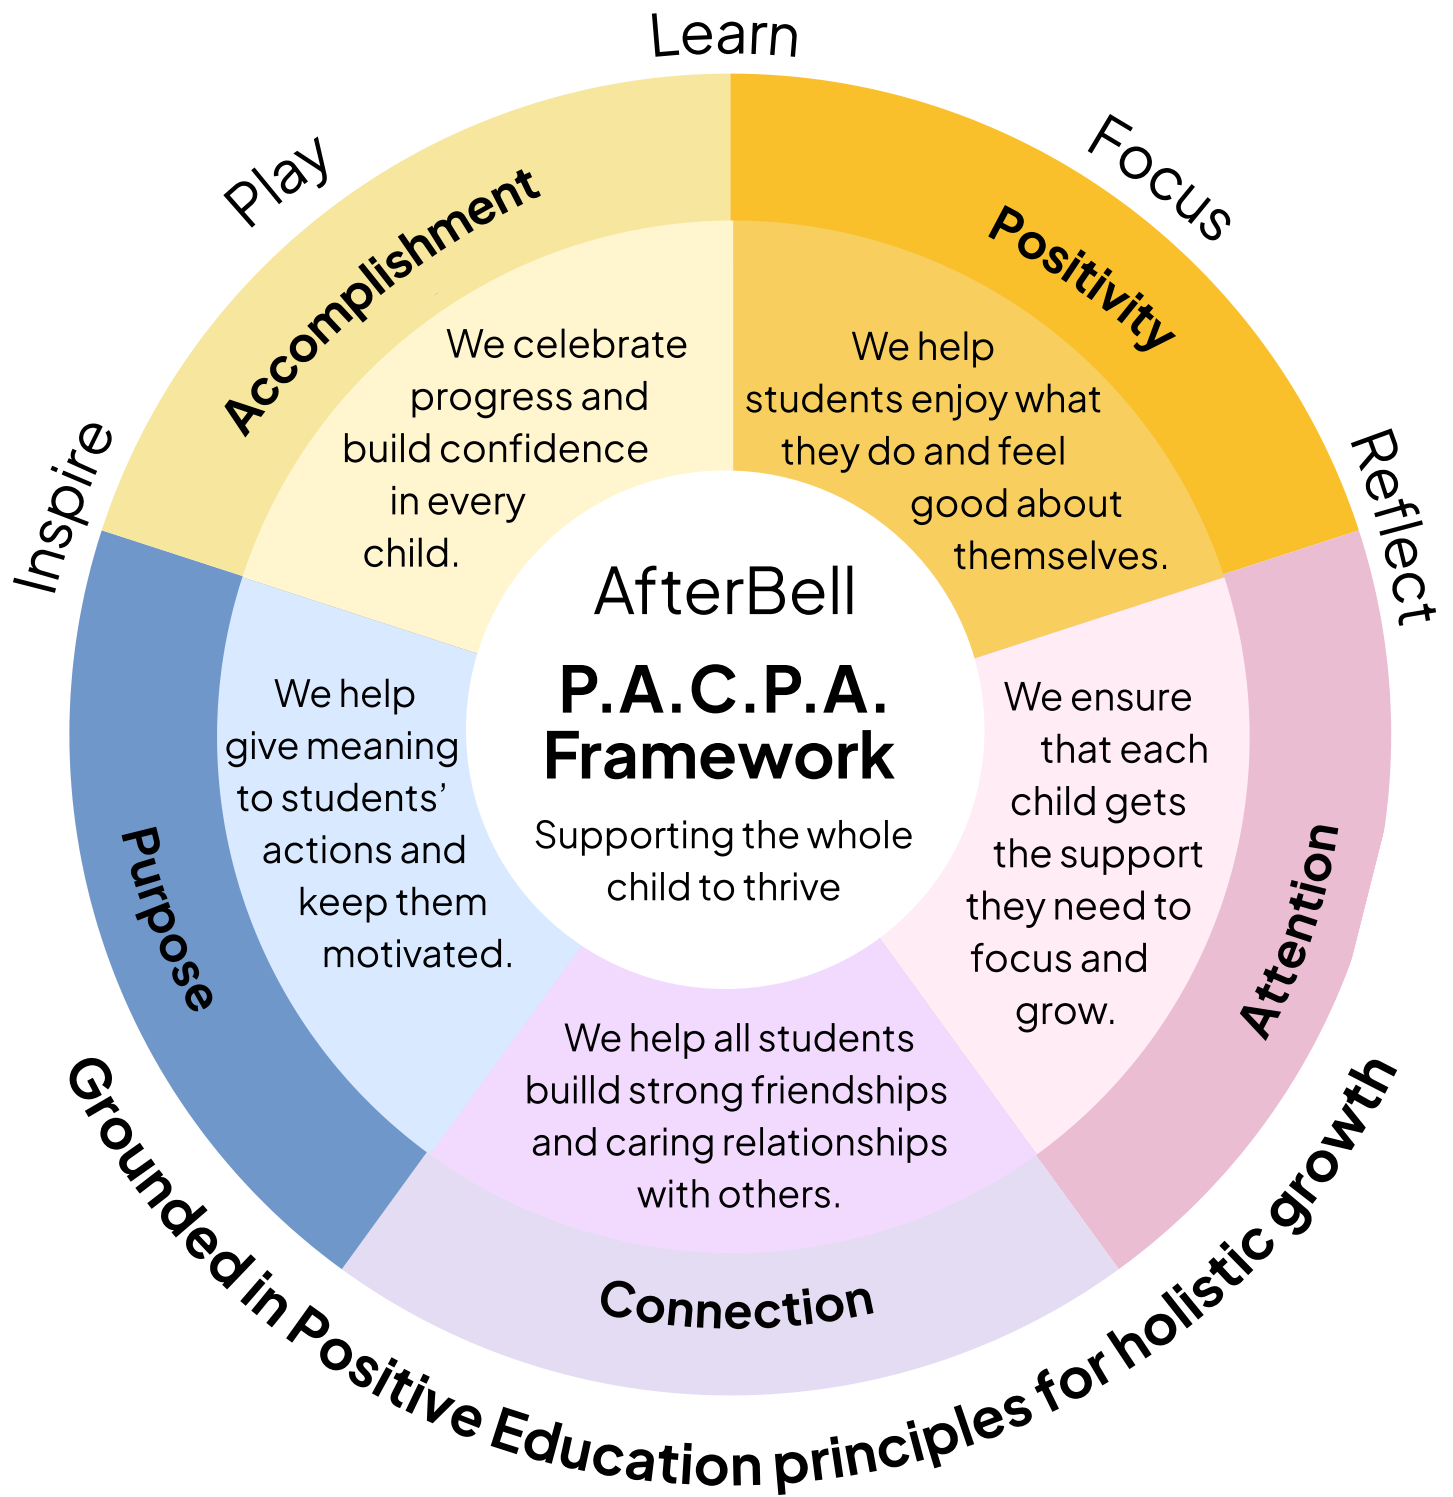 Inspire
Play
Learn
Focus
Reflect
Positivity
We help
students enjoy what
they do and feel
good about
themselves.
Attention
We ensure
that each
child gets
the support
they need to
focus and
grow.
Connection
We help all students
builld strong friendships
and caring relationships
with others.
Purpose
We help
give meaning
to students’
actions and
keep them
motivated.
Accomplishment
We celebrate
progress and
build confidence
in every
child.
AfterBell
P.A.C.P.A.
Framework
Supporting the whole
child to thrive
Grounded in Positive Education principles for holistic growth